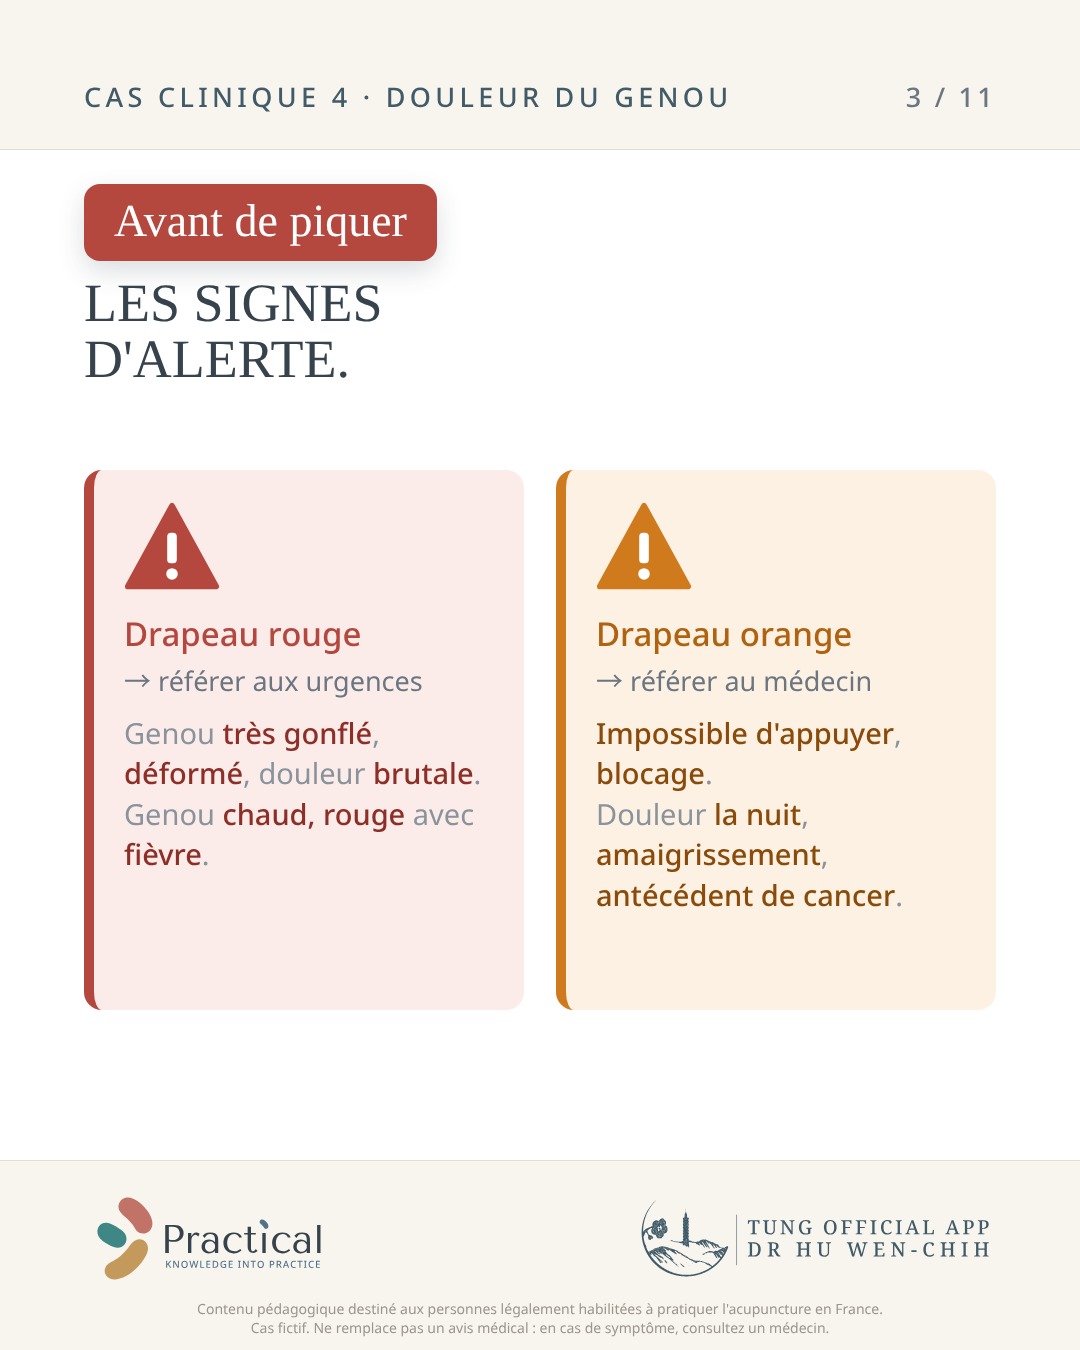 CAS CLINIQUE 4 · DOULEUR DU GENOU
3 / 11
Avant de piquer
LES SIGNES
D'ALERTE.
Drapeau rouge
→ référer aux urgences
Genou très gonflé,
déformé, douleur brutale.
Genou chaud, rouge avec
fièvre.
Drapeau orange
→ référer au médecin
Impossible d'appuyer,
blocage.
Douleur la nuit,
amaigrissement,
antécédent de cancer.
Practical
KNOWLEDGE INTO PRACTICE
TUNG OFFICIAL APP
DR HU WEN-CHIH
Contenu pédagogique destiné aux personnes légalement habilitées à pratiquer l'acupuncture en France.
Cas fictif. Ne remplace pas un avis médical : en cas de symptôme, consultez un médecin.